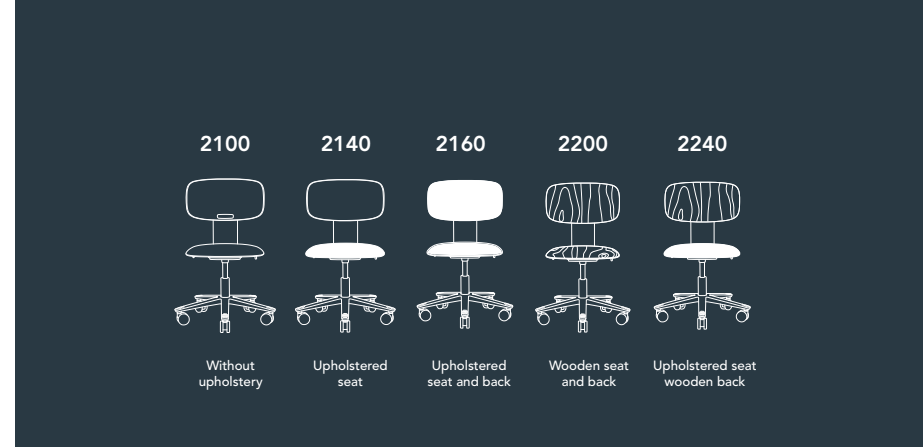 2100
2140
2160
2200
2240
Without
upholstery
Upholstered
seat
Upholstered
seat and back
Wooden seat
and back
Upholstered seat
wooden back